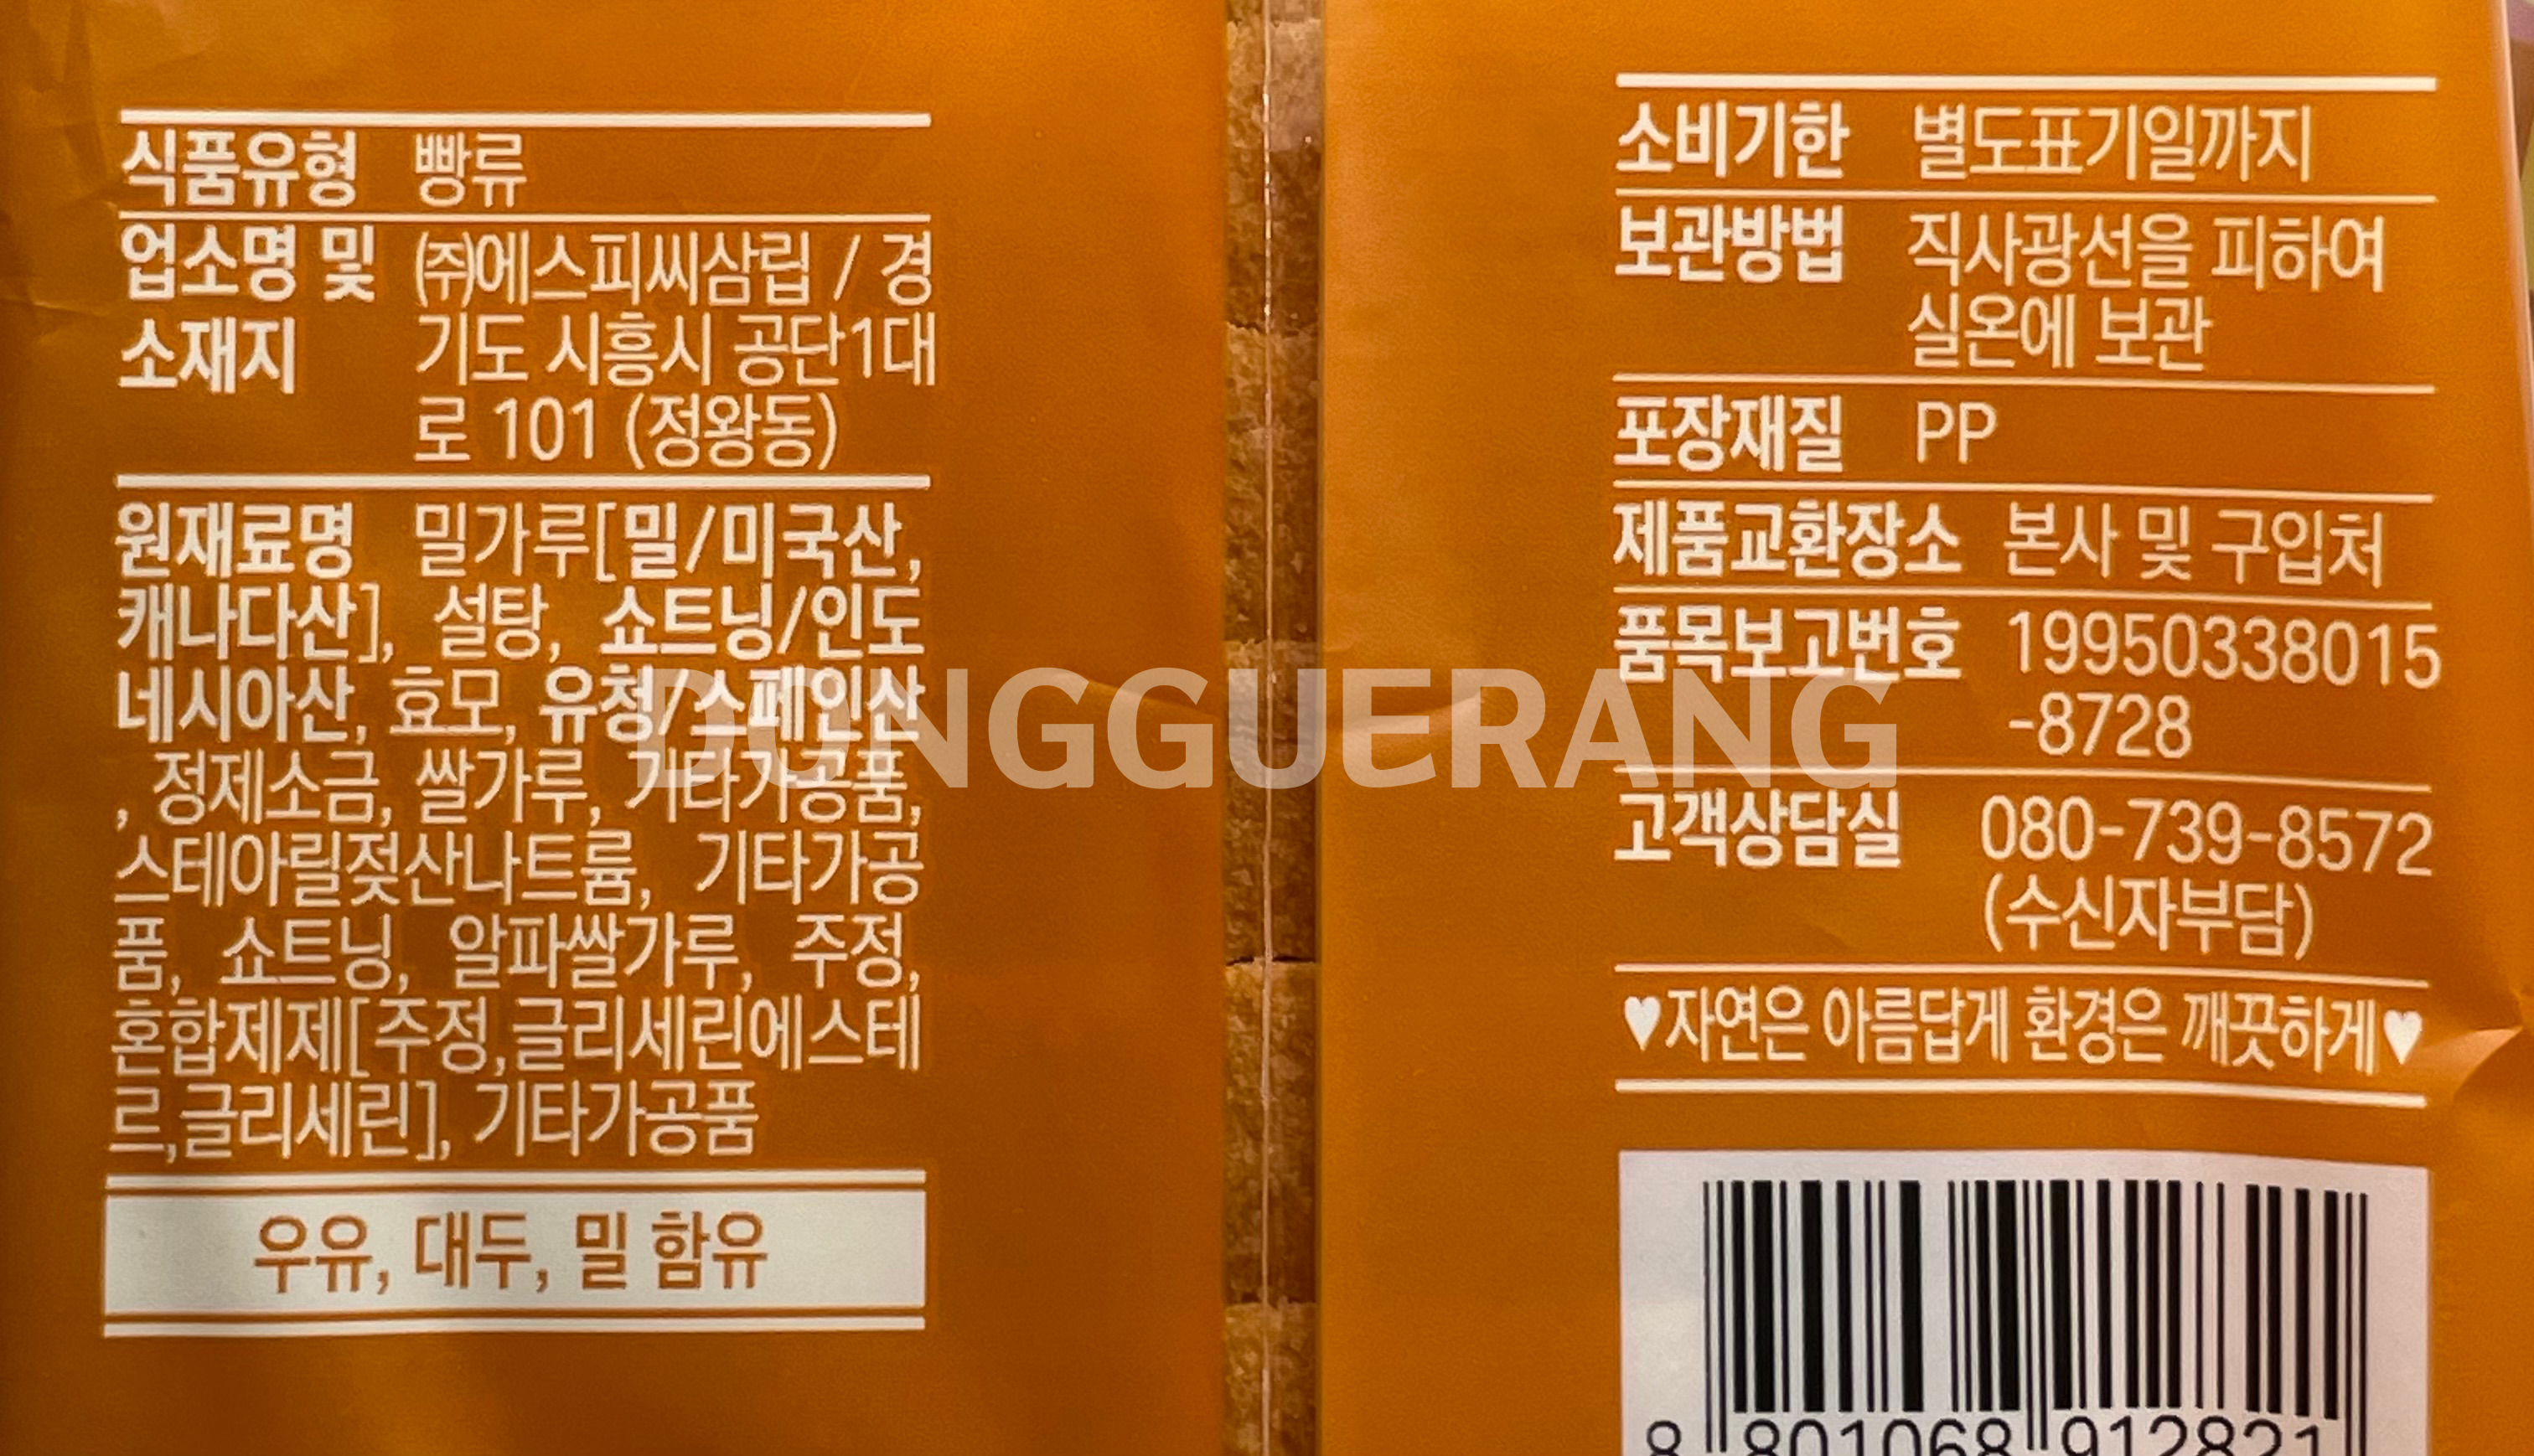 식품유형 빵류
업소명 및 ㈜에스피씨삼립 / 경
소재지 기도 시흥시 공단1대
로 101 (정왕동)
원재료명 밀가루[밀/미국산,
캐나다산], 설탕, 쇼트닝/인도
네시아산, 효모, 유청/스페인산
, 정제소금, 쌀가루, 기타가공품,
스테아릴젖산나트륨, 기타가공
품, 쇼트닝, 알파쌀가루, 주정,
혼합제제[주정,글리세린에스테
르,글리세린], 기타가공품
우유, 대두, 밀 함유
소비기한 별도표기일까지
보관방법 직사광선을 피하여
실온에 보관
포장재질 PP
제품교환장소 본사 및 구입처
품목보고번호 19950338015
-8728
고객상담실 080-739-8572
(수신자부담)
♥자연은 아름답게 환경은 깨끗하게♥
8 801068 912821
DONGGUERANG